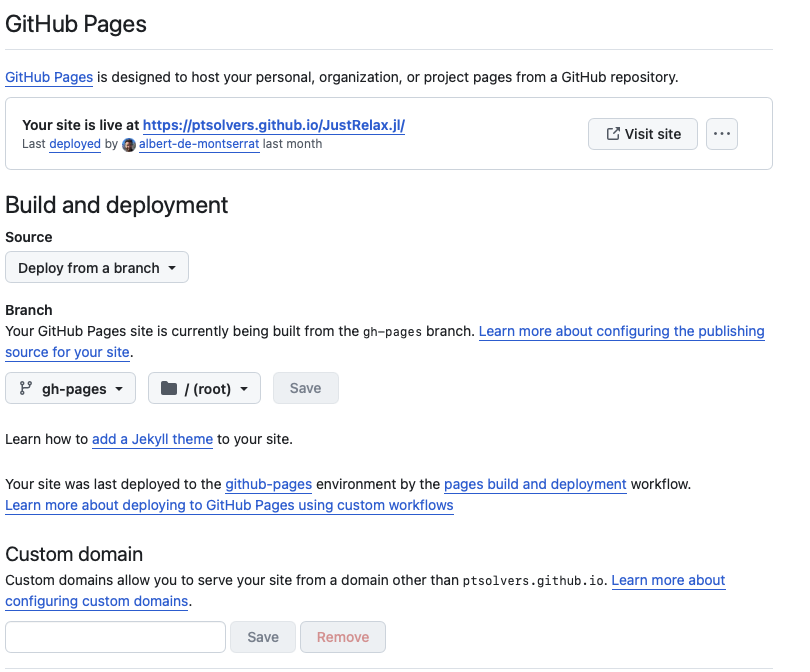 GitHub Pages
GitHub Pages is designed to host your personal, organization, or project pages from a GitHub repository.
Your site is live at https://ptsolvers.github.io/JustRelax.jl/
Last deployed by albert-de-montserrat last month
Visit site
Build and deployment
Source
Deploy from a branch
Branch
Your GitHub Pages site is currently being built from the gh-pages branch. Learn more about configuring the publishing
source for your site.
gh-pages
/ (root)
Save
Learn how to add a Jekyll theme to your site.
Your site was last deployed to the github-pages environment by the pages build and deployment workflow.
Learn more about deploying to GitHub Pages using custom workflows
Custom domain
Custom domains allow you to serve your site from a domain other than ptsolvers.github.io. Learn more about
configuring custom domains.
Save
Remove